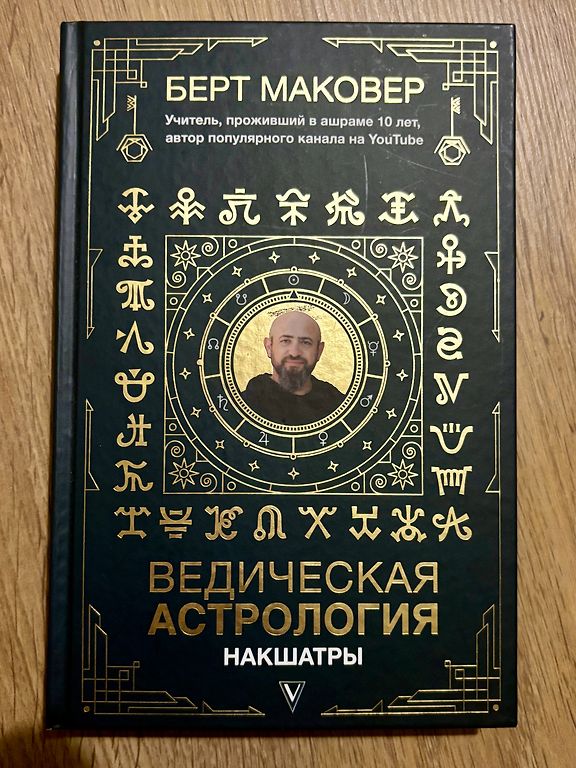 БЕРТ МАКОВЕР
Учитель, проживший в ашраме 10 лет,
автор популярного канала на YouTube
ВЕДИЧЕСКАЯ
АСТРОЛОГИЯ
НАКШАТРЫ
V